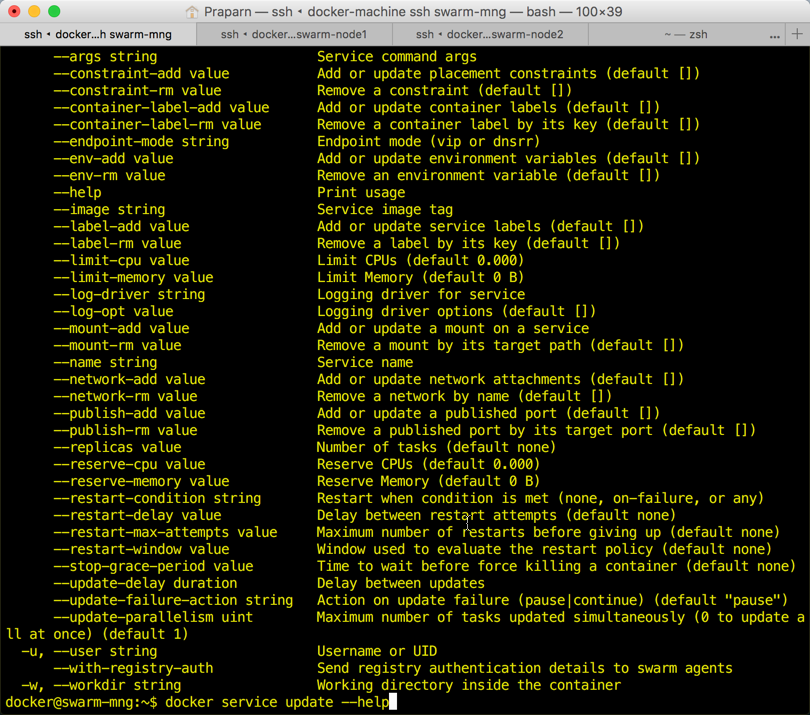 Praparn — ssh ◂ docker-machine ssh swarm-mng — bash — 100×39
ssh ◂ docker...h swarm-mng ssh ◂ docker...swarm-node1 ssh ◂ docker...swarm-node2 ~ — zsh ... +
--args string Service command args
--constraint-add value Add or update placement constraints (default [])
--constraint-rm value Remove a constraint (default [])
--container-label-add value Add or update container labels (default [])
--container-label-rm value Remove a container label by its key (default [])
--endpoint-mode string Endpoint mode (vip or dnsrr)
--env-add value Add or update environment variables (default [])
--env-rm value Remove an environment variable (default [])
--help Print usage
--image string Service image tag
--label-add value Add or update service labels (default [])
--label-rm value Remove a label by its key (default [])
--limit-cpu value Limit CPUs (default 0.000)
--limit-memory value Limit Memory (default 0 B)
--log-driver string Logging driver for service
--log-opt value Logging driver options (default [])
--mount-add value Add or update a mount on a service
--mount-rm value Remove a mount by its target path (default [])
--name string Service name
--network-add value Add or update network attachments (default [])
--network-rm value Remove a network by name (default [])
--publish-add value Add or update a published port (default [])
--publish-rm value Remove a published port by its target port (default [])
--replicas value Number of tasks (default none)
--reserve-cpu value Reserve CPUs (default 0.000)
--reserve-memory value Reserve Memory (default 0 B)
--restart-condition string Restart when condition is met (none, on-failure, or any)
--restart-delay value Delay between restart attempts (default none)
--restart-max-attempts value Maximum number of restarts before giving up (default none)
--restart-window value Window used to evaluate the restart policy (default none)
--stop-grace-period value Time to wait before force killing a container (default none)
--update-delay duration Delay between updates
--update-failure-action string Action on update failure (pause|continue) (default "pause")
--update-parallelism uint Maximum number of tasks updated simultaneously (0 to update a
ll at once) (default 1)
-u, --user string Username or UID
--with-registry-auth Send registry authentication details to swarm agents
-w, --workdir string Working directory inside the container
docker@swarm-mng:~$ docker service update --help